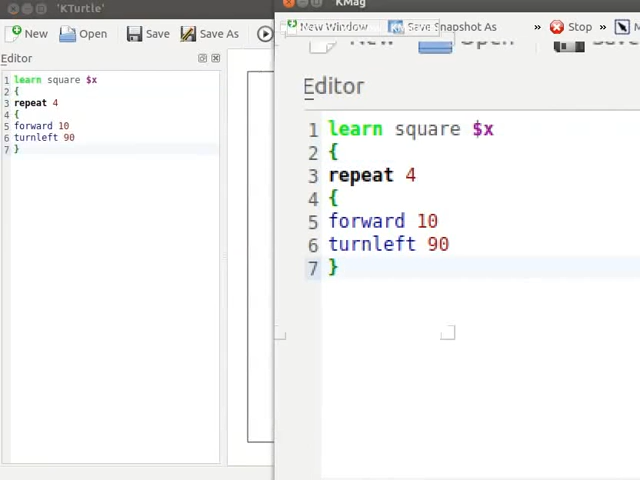 'KTurtle'
New Open Save Save As
Editor
1 learn square $x
2 {
3 repeat 4
4 {
5 forward 10
6 turnleft 90
7 }
KMag
New Window Save Snapshot As » Stop »
New Open
Editor
1 learn square $x
2 {
3 repeat 4
4 {
5 forward 10
6 turnleft 90
7 }